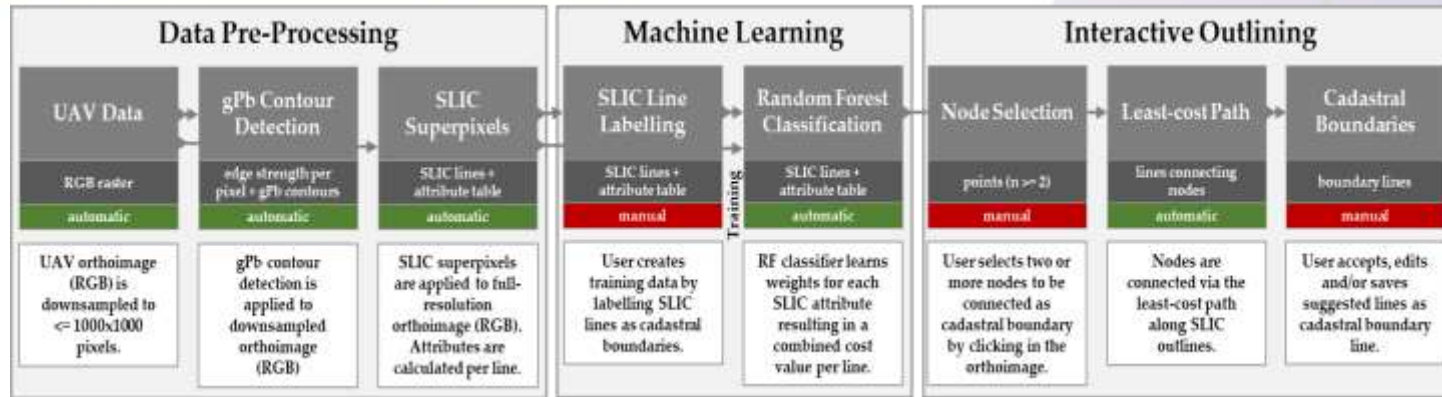 Data Pre-Processing
UAV Data
RGB raster
automatic
UAV orthoimage
(RGB) is
downsampled to
<= 1000x1000
pixels.
gPb Contour
Detection
edge strength per
pixel + gPb contours
automatic
gPb contour
detection is
applied to
downsampled
orthoimage
(RGB)
SLIC
Superpixels
SLIC lines +
attribute table
automatic
SLIC superpixels
are applied to full-
resolution
orthoimage (RGB).
Attributes are
calculated per line.
Machine Learning
SLIC Line
Labelling
SLIC lines +
attribute table
manual
User creates
training data by
labelling SLIC
lines as cadastral
boundaries.
Training
Random Forest
Classification
SLIC lines +
attribute table
automatic
RF classifier learns
weights for each
SLIC attribute
resulting in a
combined cost
value per line.
Interactive Outlining
Node Selection
points (n >= 2)
manual
User selects two or
more nodes to be
connected as
cadastral boundary
by clicking in the
orthoimage.
Least-cost Path
lines connecting
nodes
automatic
Nodes are
connected via the
least-cost path
along SLIC
outlines.
Cadastral
Boundaries
boundary lines
manual
User accepts, edits
and/or saves
suggested lines as
cadastral boundary
line.